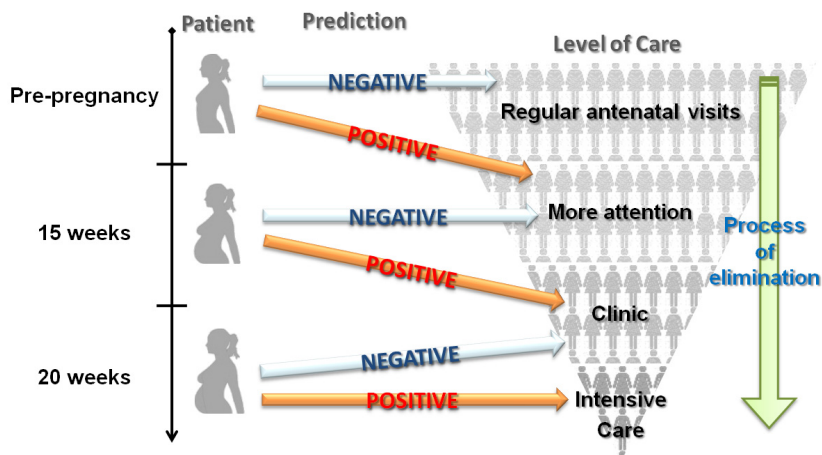 Patient
Prediction
Level of Care
Pre-pregnancy
NEGATIVE
Regular antenatal visits
POSITIVE
15 weeks
NEGATIVE
More attention
POSITIVE
Process
of
elimination
Clinic
20 weeks
NEGATIVE
POSITIVE
Intensive
Care